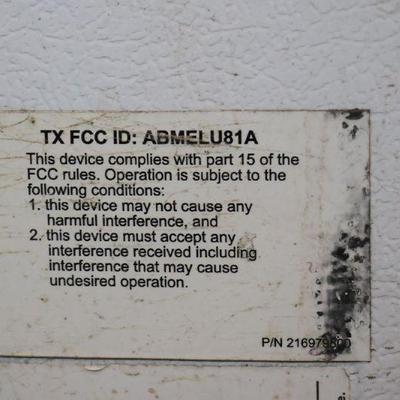 TX FCC ID: ABMELU81A
This device complies with part 15 of the
FCC rules. Operation is subject to the
following conditions:
1. this device may not cause any
harmful interference, and
2. this device must accept any
interference received including
interference that may cause
undesired operation.
P/N 216979800